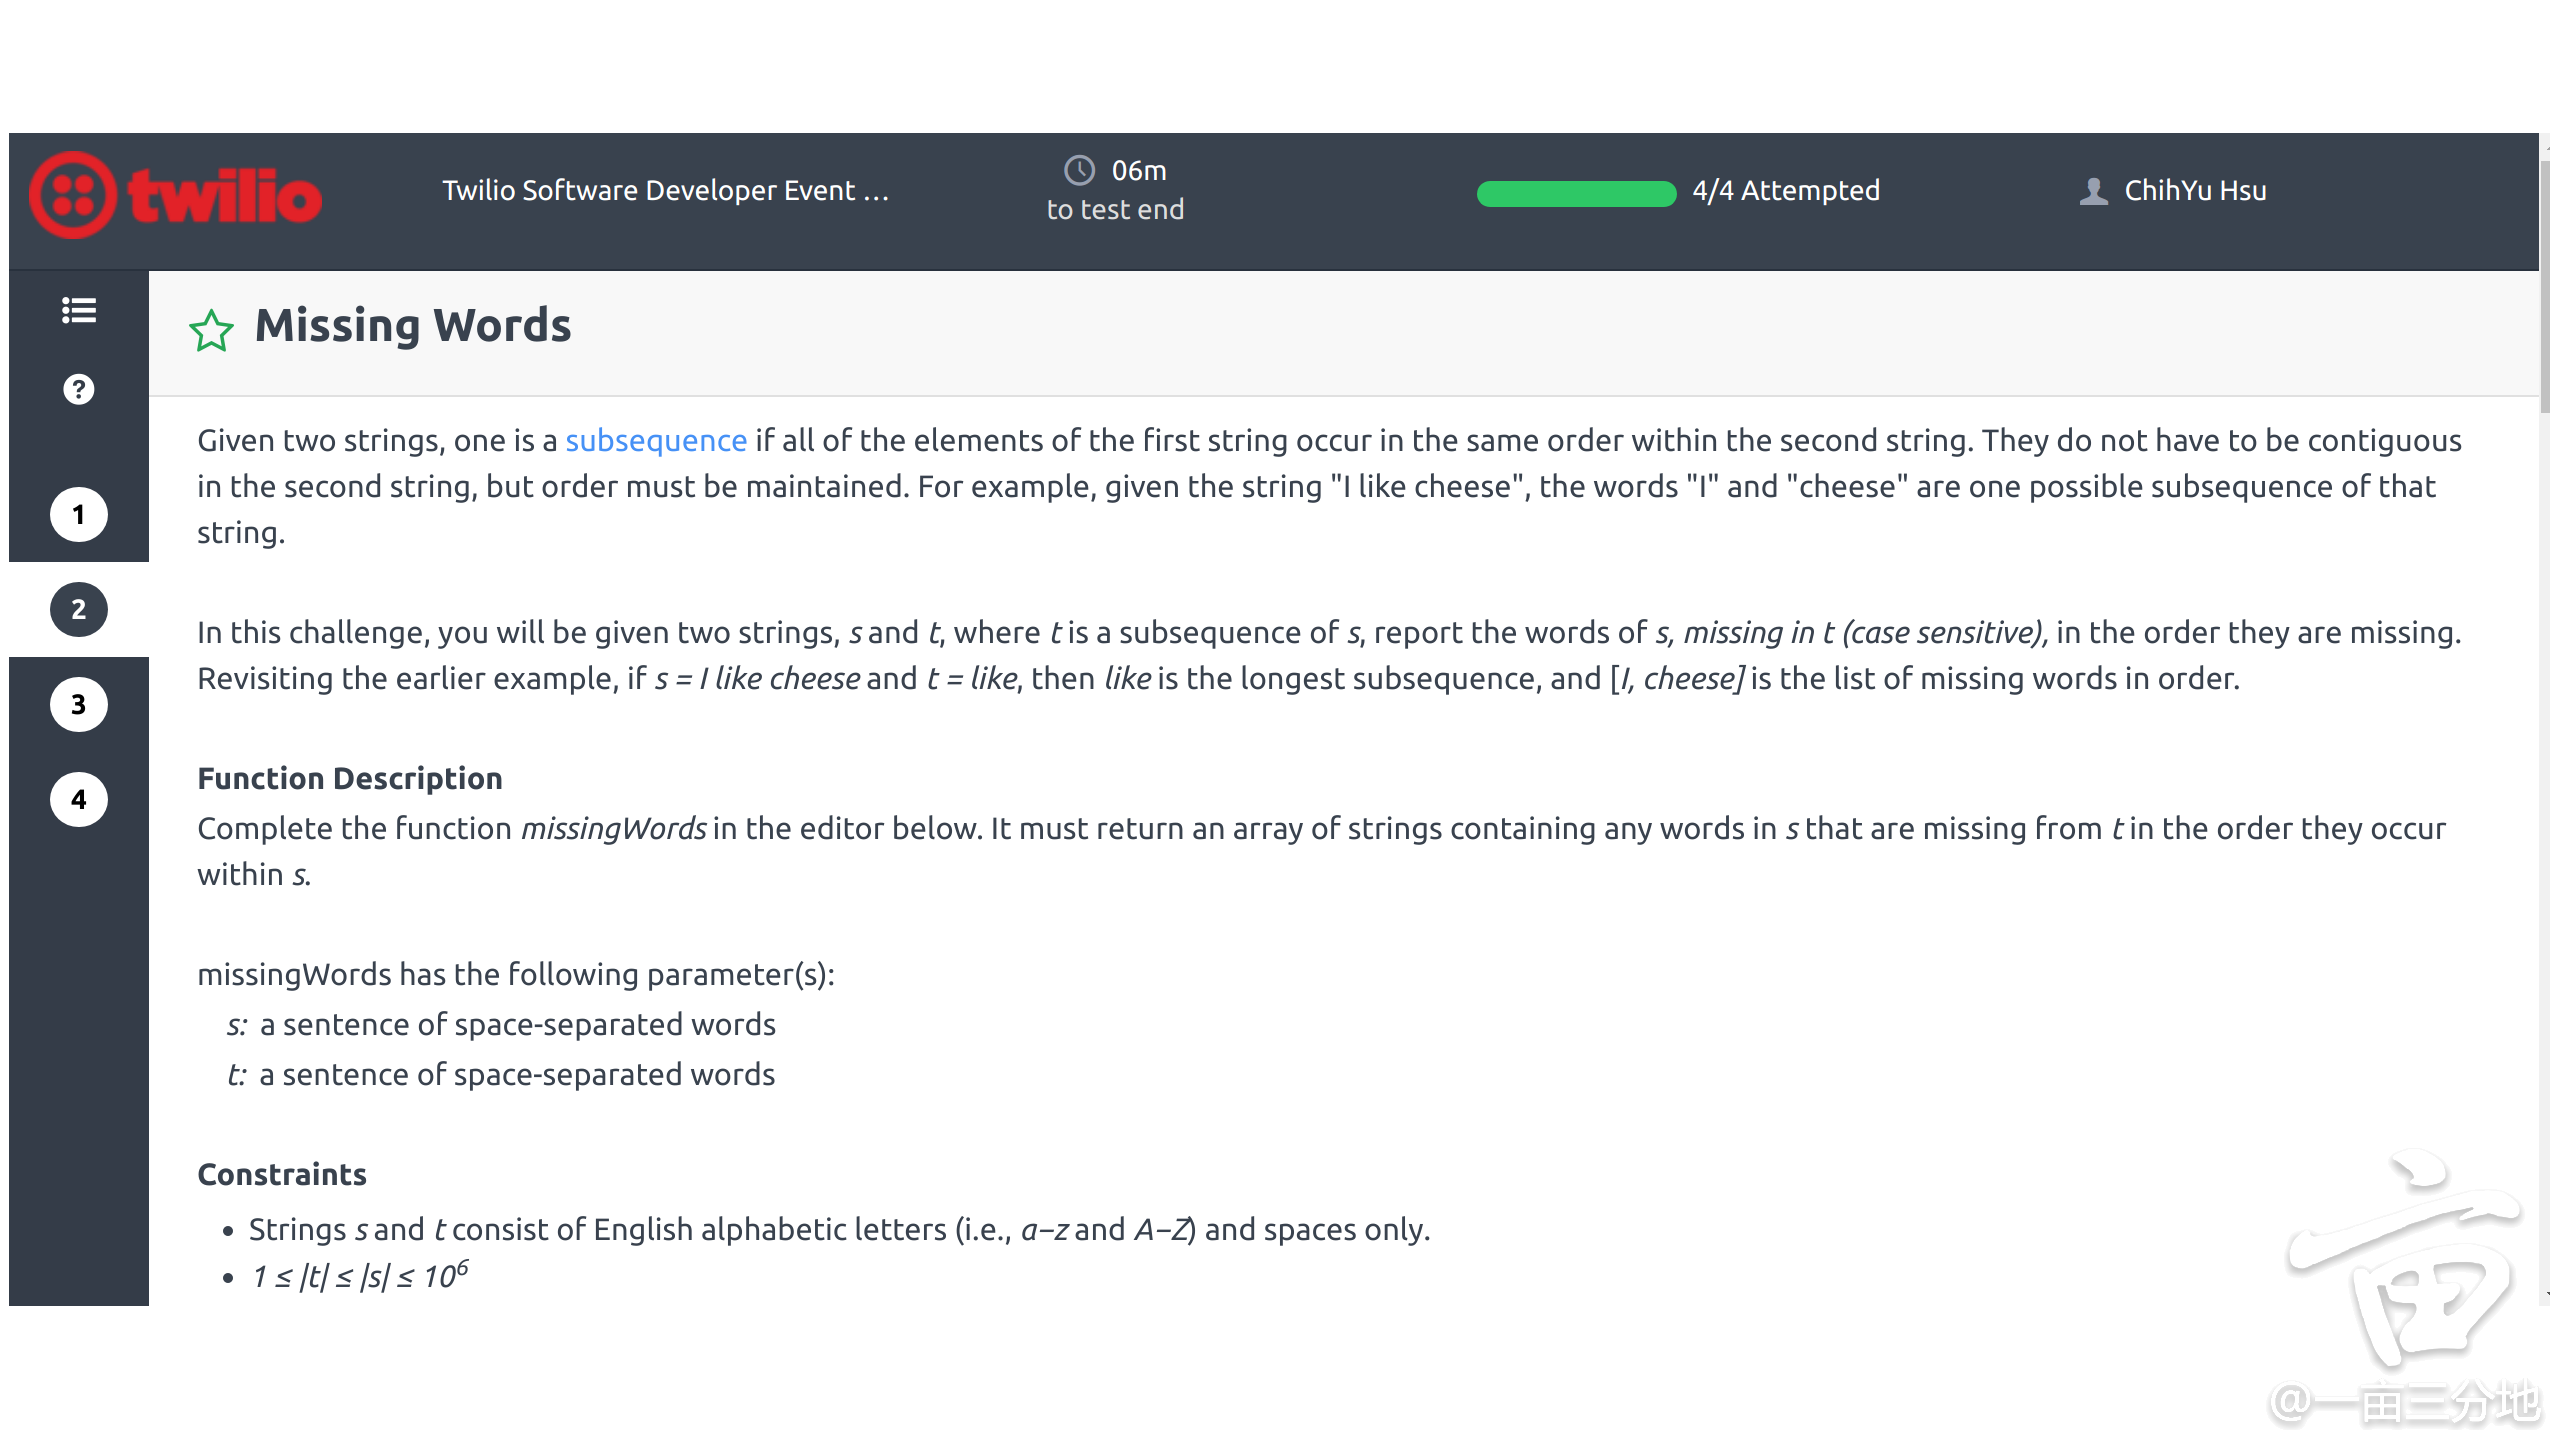 twilio
Twilio Software Developer Event ...
06m
to test end
4/4 Attempted
ChihYu Hsu
?
Missing Words
1
2
3
4
Given two strings, one is a subsequence if all of the elements of the first string occur in the same order within the second string. They do not have to be contiguous
in the second string, but order must be maintained. For example, given the string "I like cheese", the words "I" and "cheese" are one possible subsequence of that
string.
In this challenge, you will be given two strings, s and t, where t is a subsequence of s, report the words of s, missing in t (case sensitive), in the order they are missing.
Revisiting the earlier example, if s = I like cheese and t = like, then like is the longest subsequence, and [I, cheese] is the list of missing words in order.
Function Description
Complete the function missingWords in the editor below. It must return an array of strings containing any words in s that are missing from t in the order they occur
within s.
missingWords has the following parameter(s):
s: a sentence of space-separated words
t: a sentence of space-separated words
Constraints
• Strings s and t consist of English alphabetic letters (i.e., a–z and A–Z) and spaces only.
• 1 ≤ |t| ≤ |s| ≤ 10⁶
亩
@一亩三分地